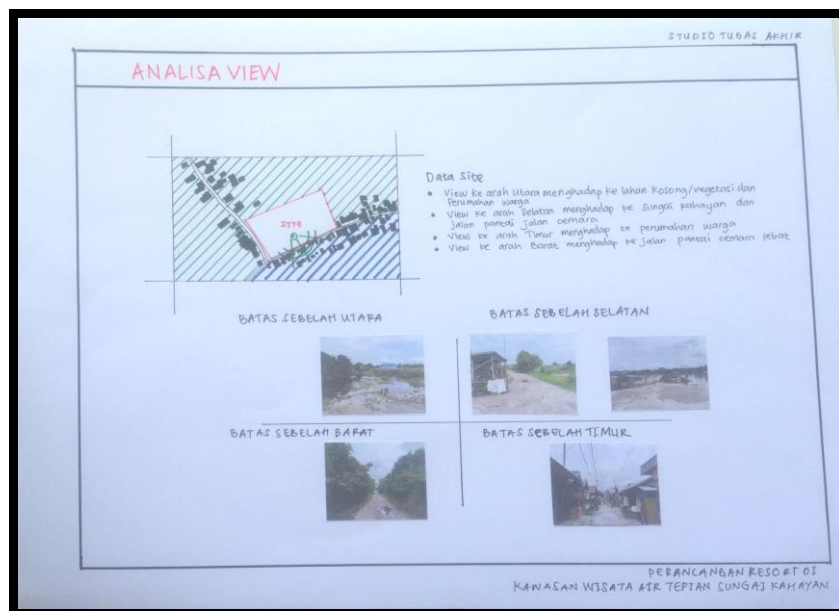 STUDIO TUGAS AKHIR
ANALISA VIEW
SITE
Data Site
• View ke arah Utara menghadap ke lahan kosong/vegetasi dan
Perumahan warga
• View ke arah Selatan menghadap ke Sungai Kahayan dan
jalan pantai jalan cemara
• View ke arah Timur menghadap ke perumahan warga
• View ke arah Barat menghadap ke jalan pantai cemara lebat
BATAS SEBELAH UTARA
BATAS SEBELAH SELATAN
BATAS SEBELAH BARAT
BATAS SEBELAH TIMUR
PERANCANGAN RESORT DI
KAWASAN WISATA AIR TEPIAN SUNGAI KAHAYAN